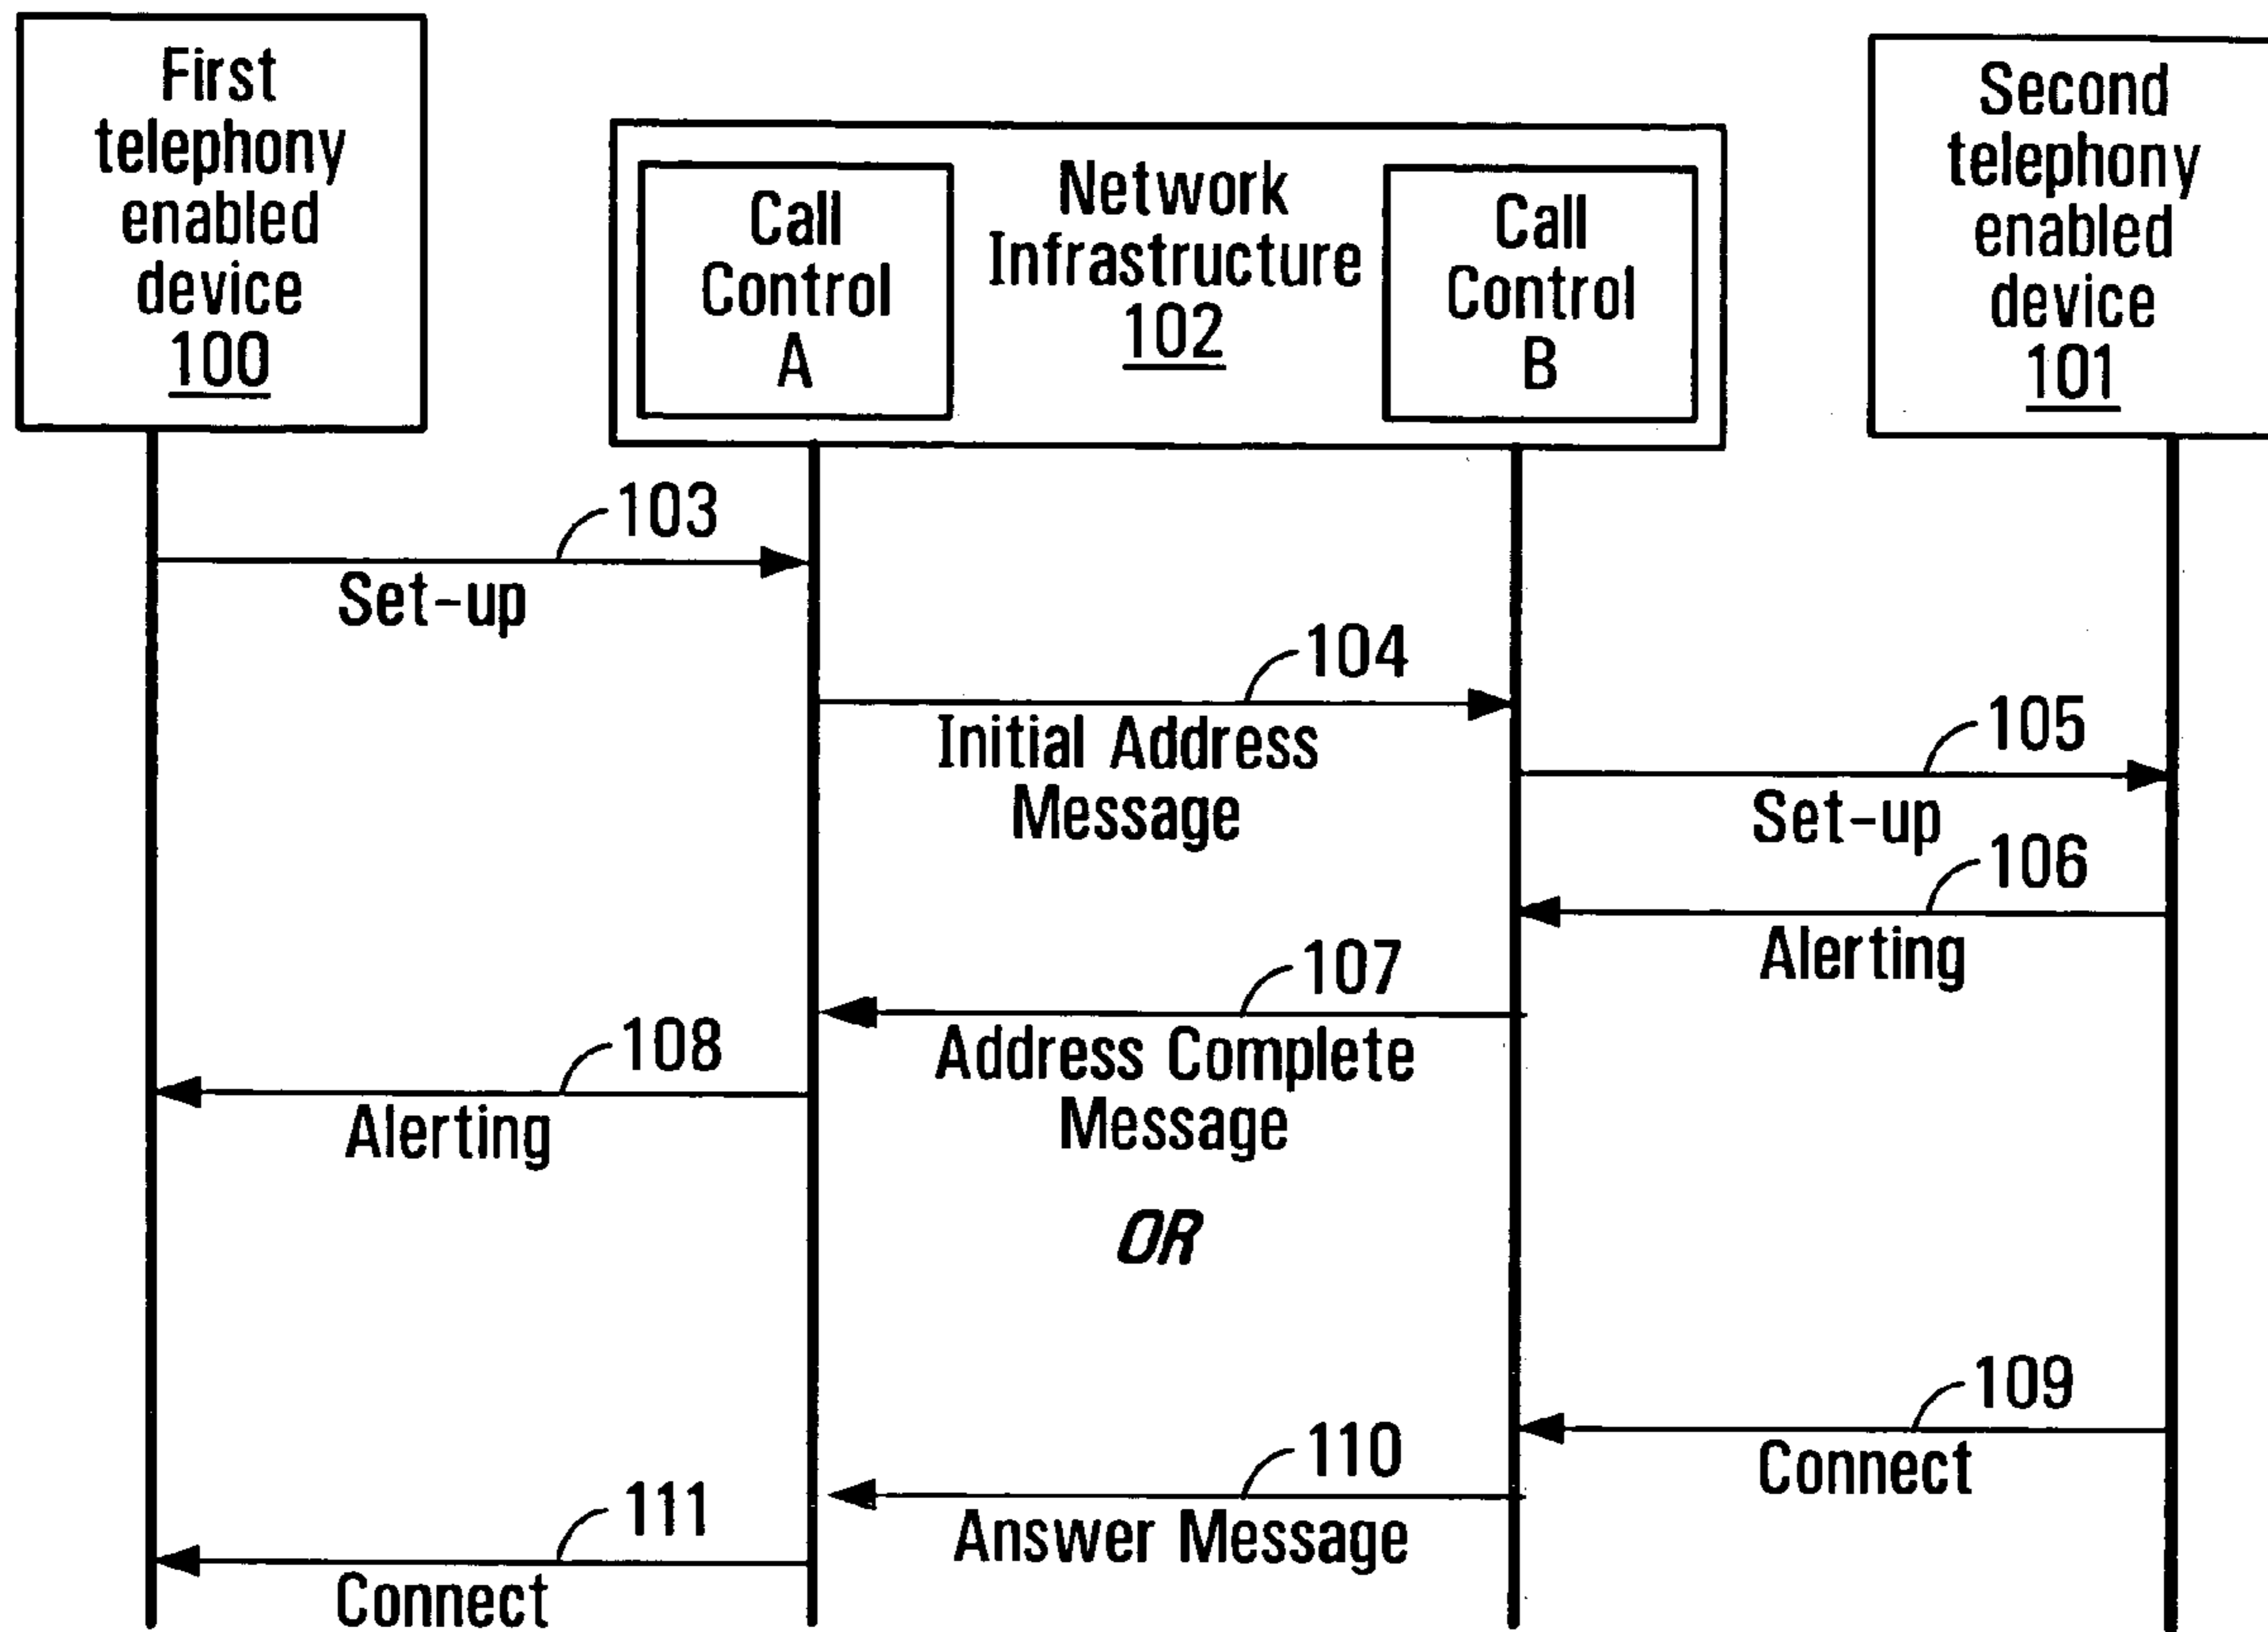 First
telephony
enabled
device
100
Network
Infrastructure
102
Call
Control
A
Call
Control
B
Second
telephony
enabled
device
101
103
Set-up
104
Initial Address
Message
105
Set-up
106
Alerting
107
Address Complete
Message
108
Alerting
OR
109
Connect
110
Answer Message
111
Connect